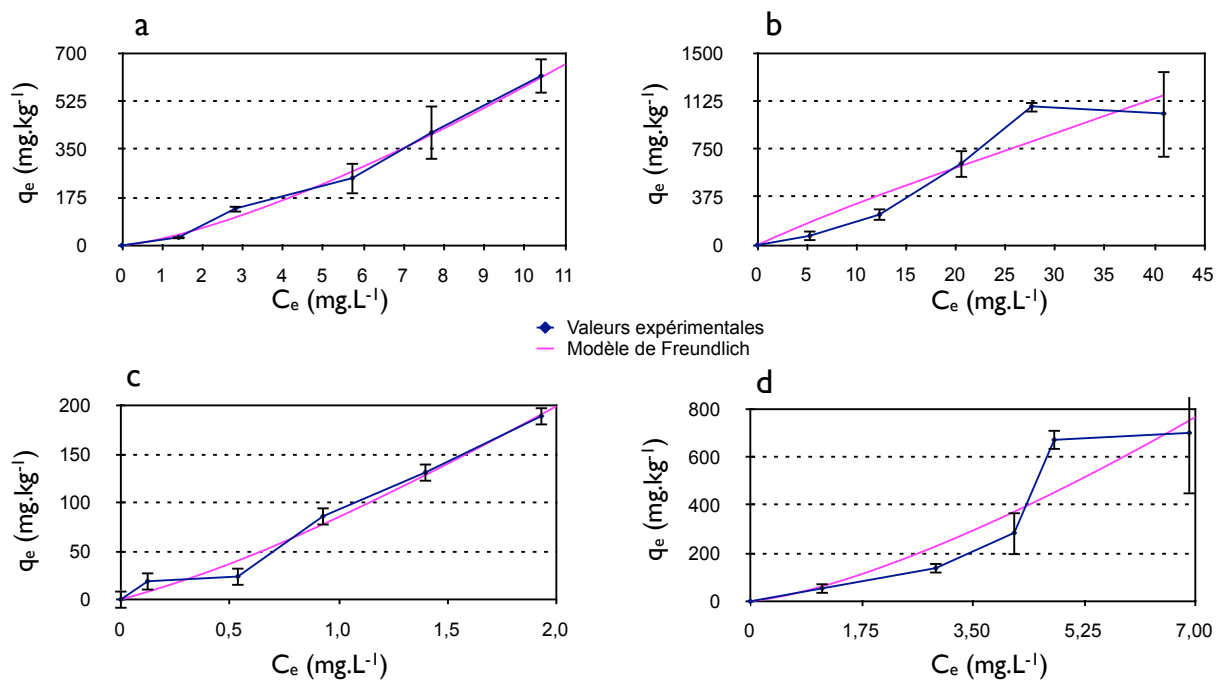 a
700
525
350
175
0
qₑ (mg.kg⁻¹)
0 1 2 3 4 5 6 7 8 9 10 11
Cₑ (mg.L⁻¹)
b
1500
1125
750
375
0
qₑ (mg.kg⁻¹)
0 5 10 15 20 25 30 35 40 45
Cₑ (mg.L⁻¹)
Valeurs expérimentales
Modèle de Freundlich
c
200
150
100
50
0
qₑ (mg.kg⁻¹)
0 0,5 1,0 1,5 2,0
Cₑ (mg.L⁻¹)
d
800
600
400
200
0
qₑ (mg.kg⁻¹)
0 1,75 3,50 5,25 7,00
Cₑ (mg.L⁻¹)